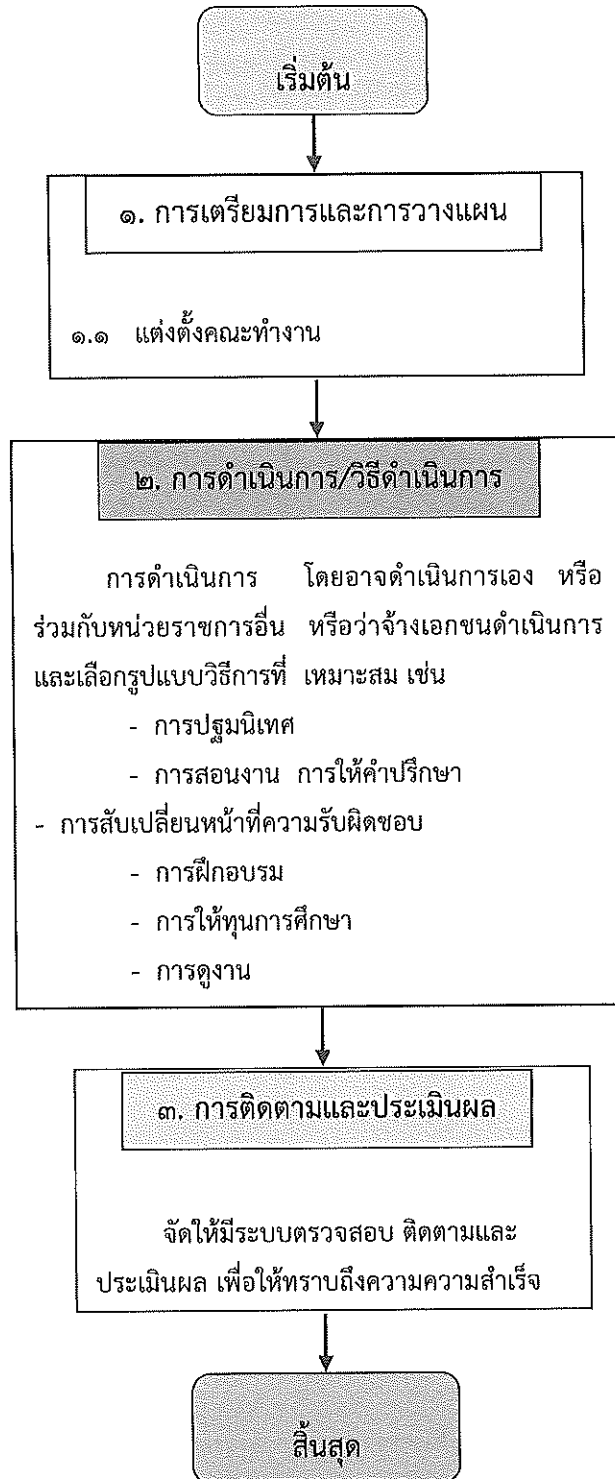 เริ่มต้น
๑. การเตรียมการและการวางแผน
๑.๑ แต่งตั้งคณะทำงาน
๒. การดำเนินการ/วิธีดำเนินการ
การดำเนินการ โดยอาจดำเนินการเอง หรือ
ร่วมกับหน่วยราชการอื่น หรือว่าจ้างเอกชนดำเนินการ
และเลือกรูปแบบวิธีการที่ เหมาะสม เช่น
- การปฐมนิเทศ
- การสอนงาน การให้คำปรึกษา
- การสับเปลี่ยนหน้าที่ความรับผิดชอบ
- การฝึกอบรม
- การให้ทุนการศึกษา
- การดูงาน
๓. การติดตามและประเมินผล
จัดให้มีระบบตรวจสอบ ติดตามและ
ประเมินผล เพื่อให้ทราบถึงความความสำเร็จ
สิ้นสุด